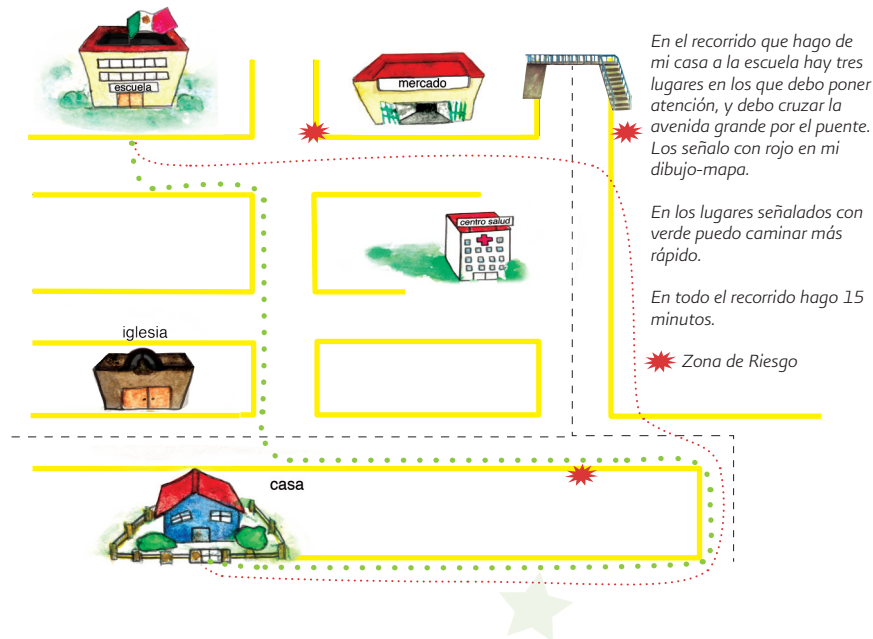 En el recorrido que hago de
mi casa a la escuela hay tres
lugares en los que debo poner
atención, y debo cruzar la
avenida grande por el puente.
Los señalo con rojo en mi
dibujo-mapa.
En los lugares señalados con
verde puedo caminar más
rápido.
En todo el recorrido hago 15
minutos.
Zona de Riesgo
escuela
mercado
centro salud
iglesia
casa